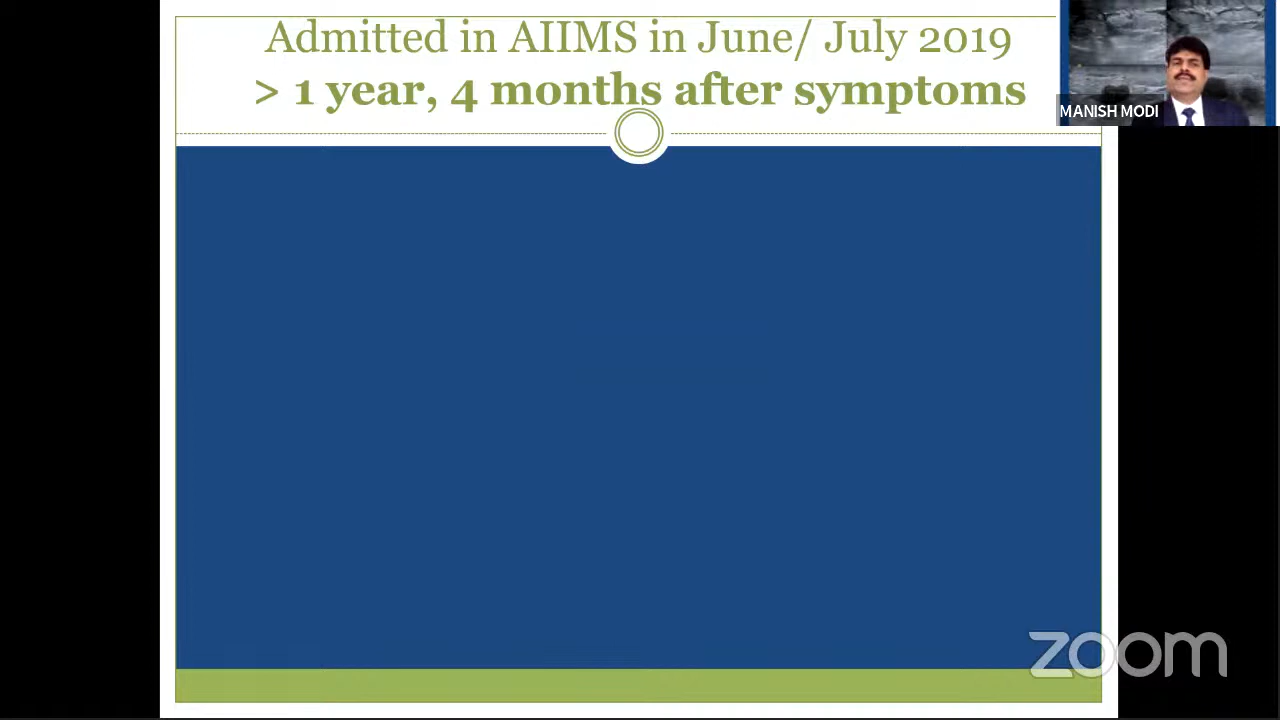 Admitted in AIIMS in June/ July 2019
> 1 year, 4 months after symptoms
MANISH MODI
zoom